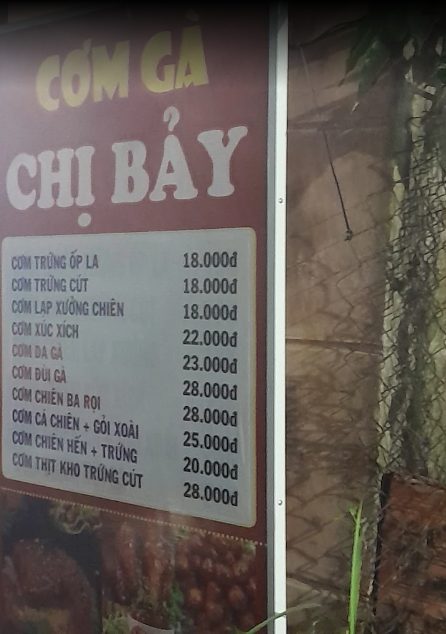 CƠM GÀ
CHỊ BẢY
CƠM TRỨNG ỐP LA 18.000đ
CƠM TRỨNG CÚT 18.000đ
CƠM LẠP XƯỞNG CHIÊN 18.000đ
CƠM XÚC XÍCH 22.000đ
CƠM DA GÀ 23.000đ
CƠM ĐÙI GÀ 28.000đ
CƠM CHIÊN BA RỌI 28.000đ
CƠM CÁ CHIÊN + GỎI XOÀI 25.000đ
CƠM CHIÊN HẾN + TRỨNG 20.000đ
CƠM THỊT KHO TRỨNG CÚT 28.000đ